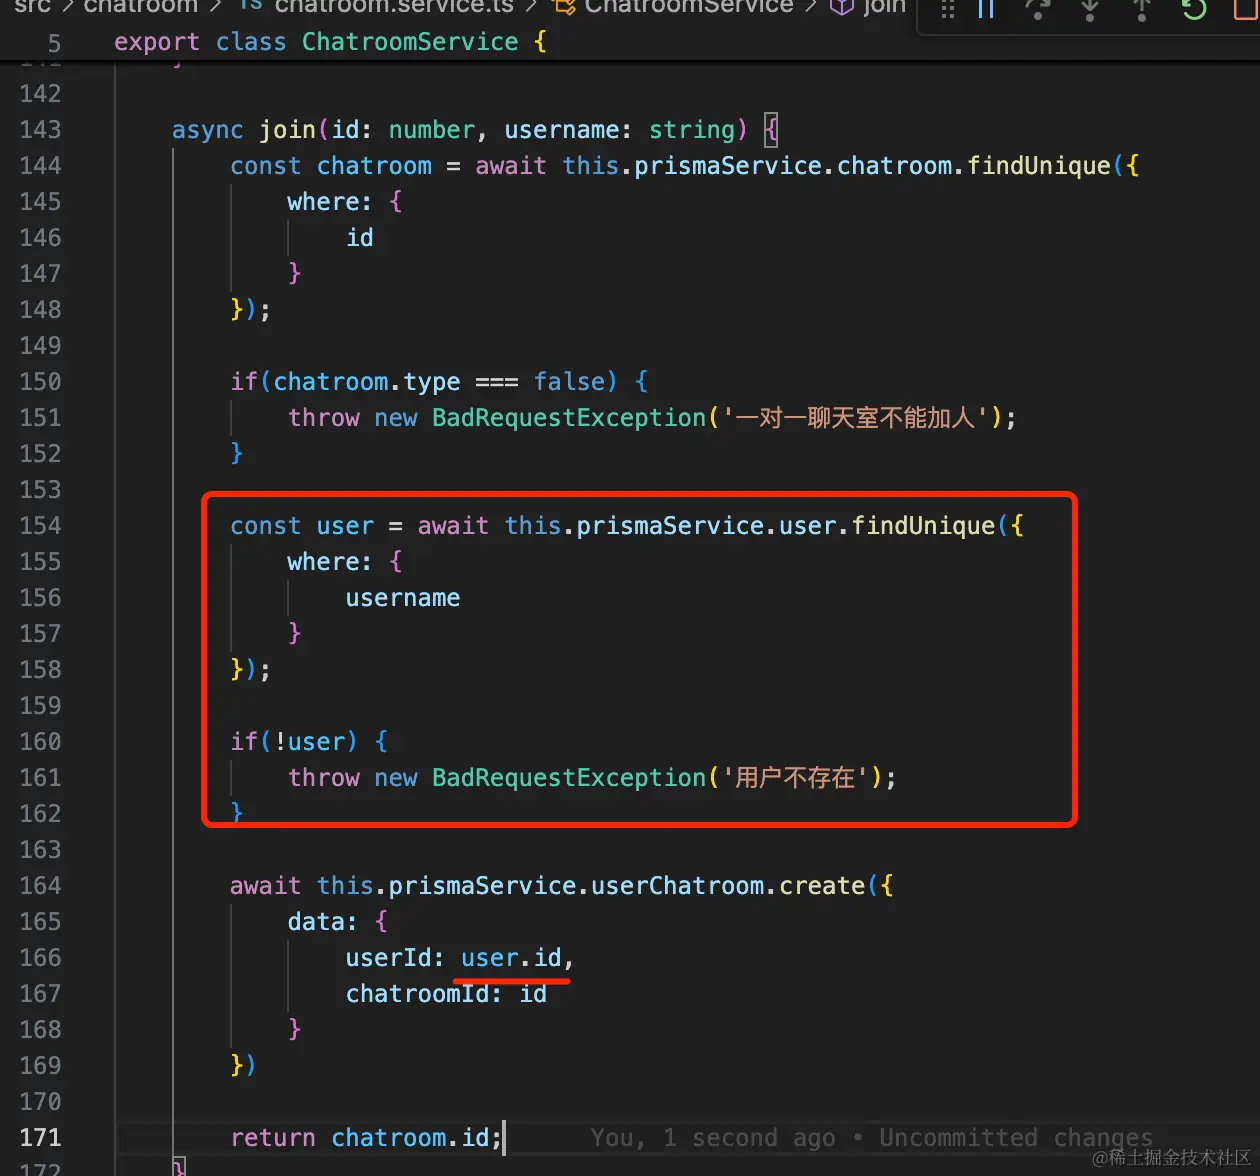 src > chatroom > TS chatroom.service.ts > ChatroomService > join
5 export class ChatroomService {
141 }
142
143 async join(id: number, username: string) {
144 const chatroom = await this.prismaService.chatroom.findUnique({
145 where: {
146 id
147 }
148 });
149
150 if(chatroom.type === false) {
151 throw new BadRequestException('一对一聊天室不能加人');
152 }
153
154 const user = await this.prismaService.user.findUnique({
155 where: {
156 username
157 }
158 });
159
160 if(!user) {
161 throw new BadRequestException('用户不存在');
162 }
163
164 await this.prismaService.userChatroom.create({
165 data: {
166 userId: user.id,
167 chatroomId: id
168 }
169 })
170
171 return chatroom.id; You, 1 second ago • Uncommitted changes
172 }
@稀土掘金技术社区